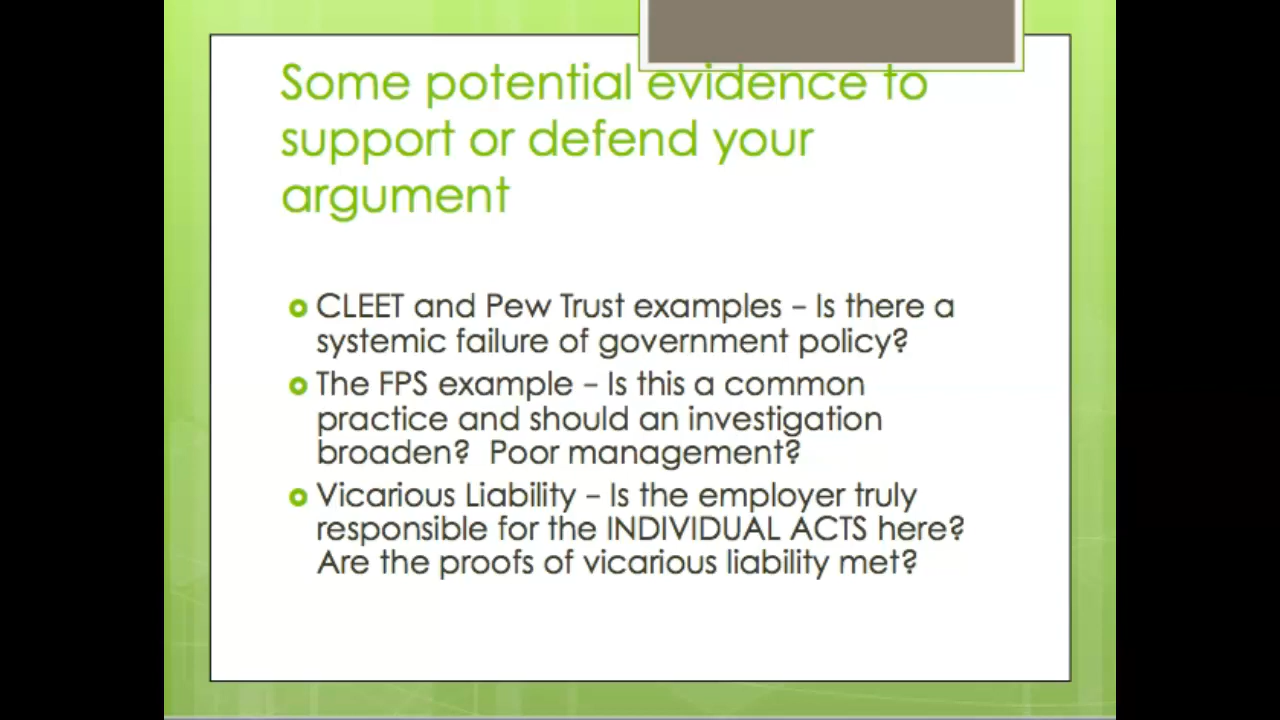 Some potential evidence to
support or defend your
argument
CLEET and Pew Trust examples – Is there a
systemic failure of government policy?
The FPS example – Is this a common
practice and should an investigation
broaden?  Poor management?
Vicarious Liability – Is the employer truly
responsible for the INDIVIDUAL ACTS here?
Are the proofs of vicarious liability met?